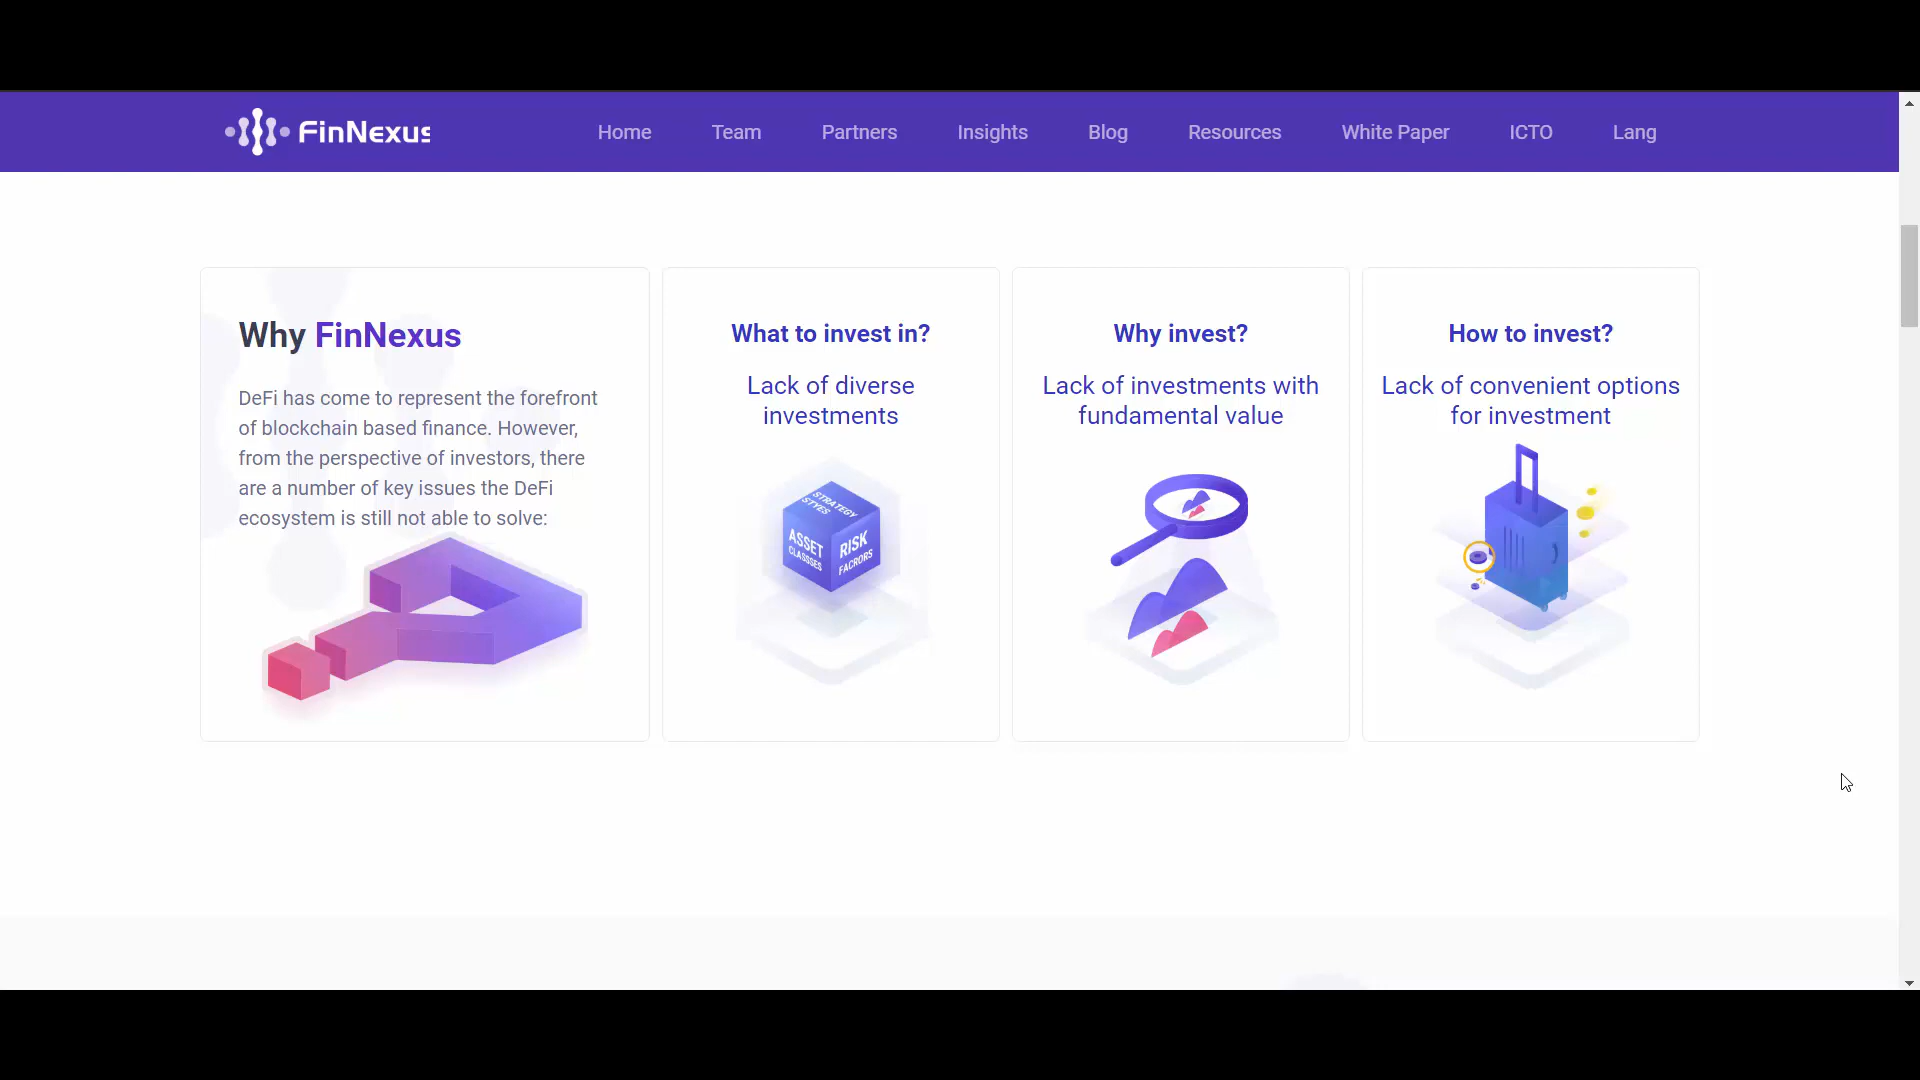 FinNexus
Home
Team
Partners
Insights
Blog
Resources
White Paper
ICTO
Lang
Why FinNexus
DeFi has come to represent the forefront
of blockchain based finance. However,
from the perspective of investors, there
are a number of key issues the DeFi
ecosystem is still not able to solve:
What to invest in?
Lack of diverse
investments
STRATEGY
STYES
ASSET
CLASSSES
RISK
FACRORS
Why invest?
Lack of investments with
fundamental value
How to invest?
Lack of convenient options
for investment